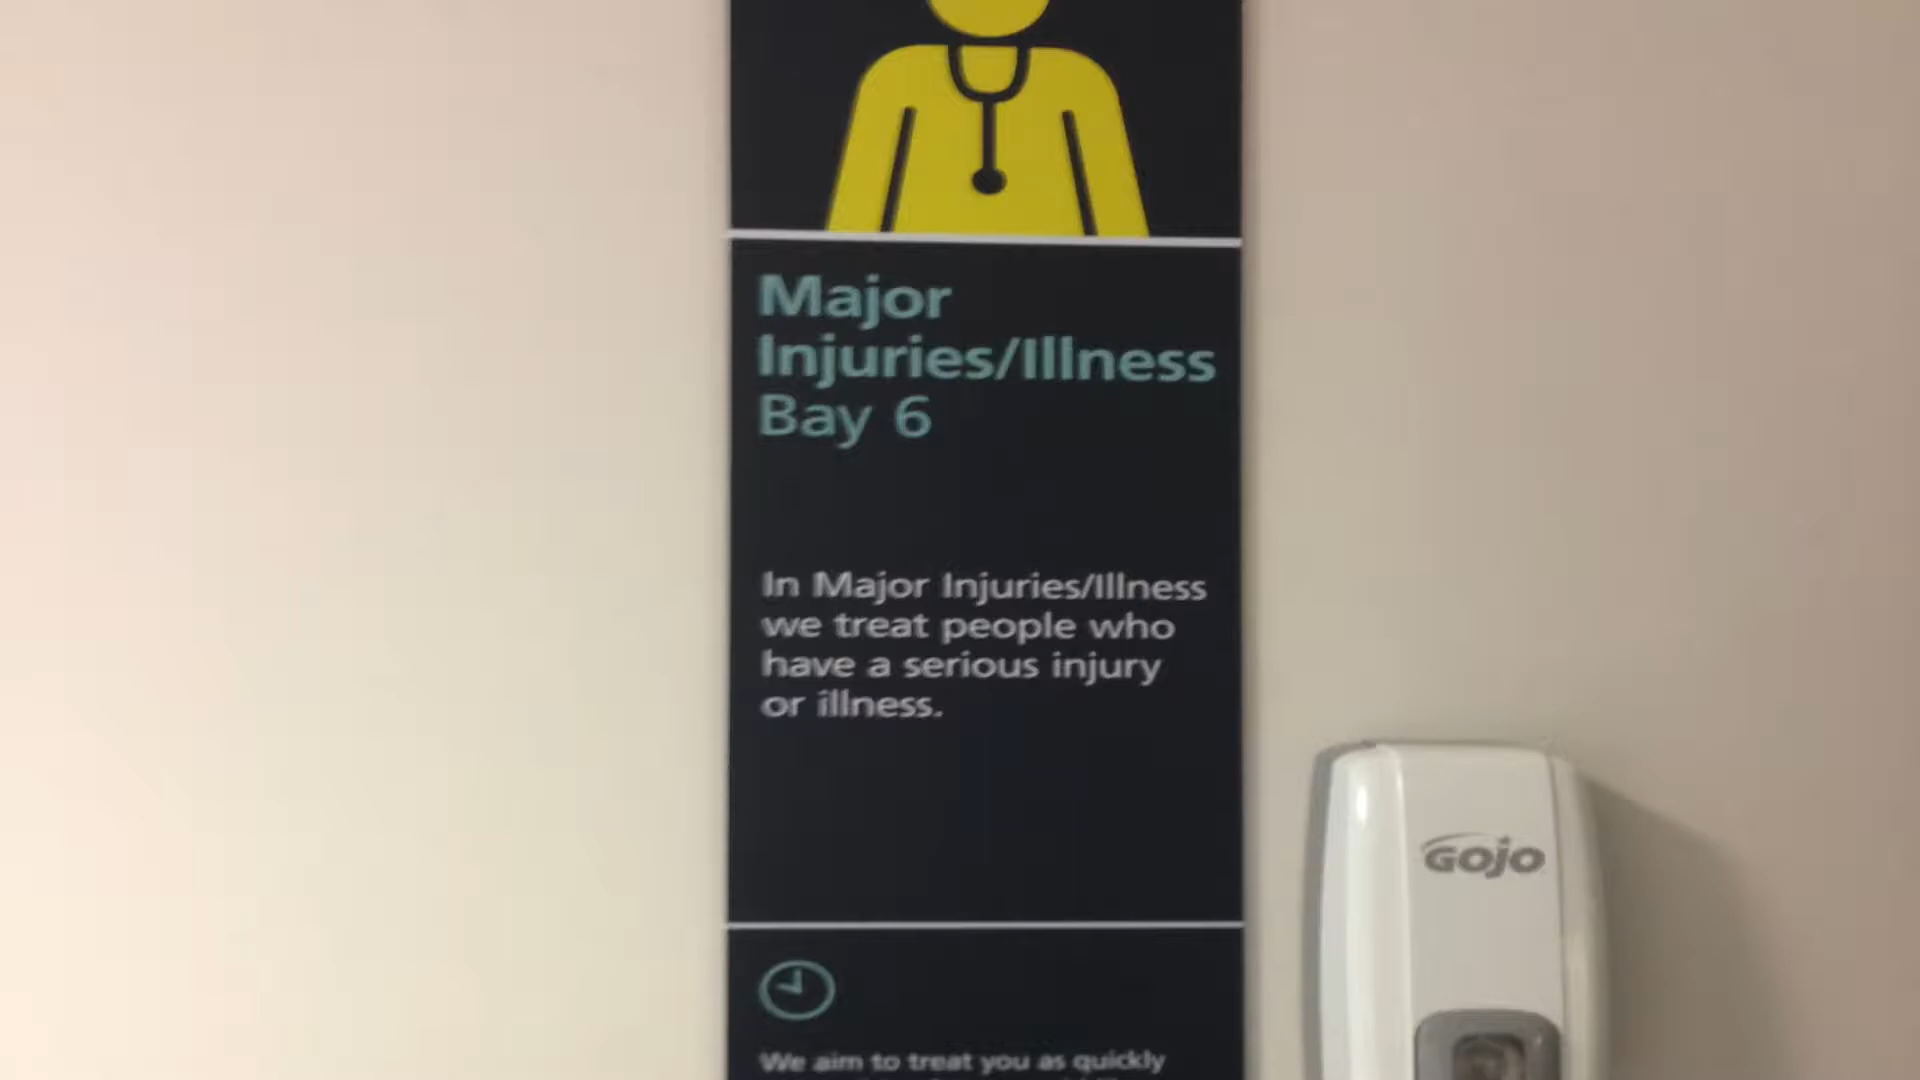 Major
Injuries/Illness
Bay 6
In Major Injuries/Illness
we treat people who
have a serious injury
or illness.
We aim to treat you as quickly
GOJO